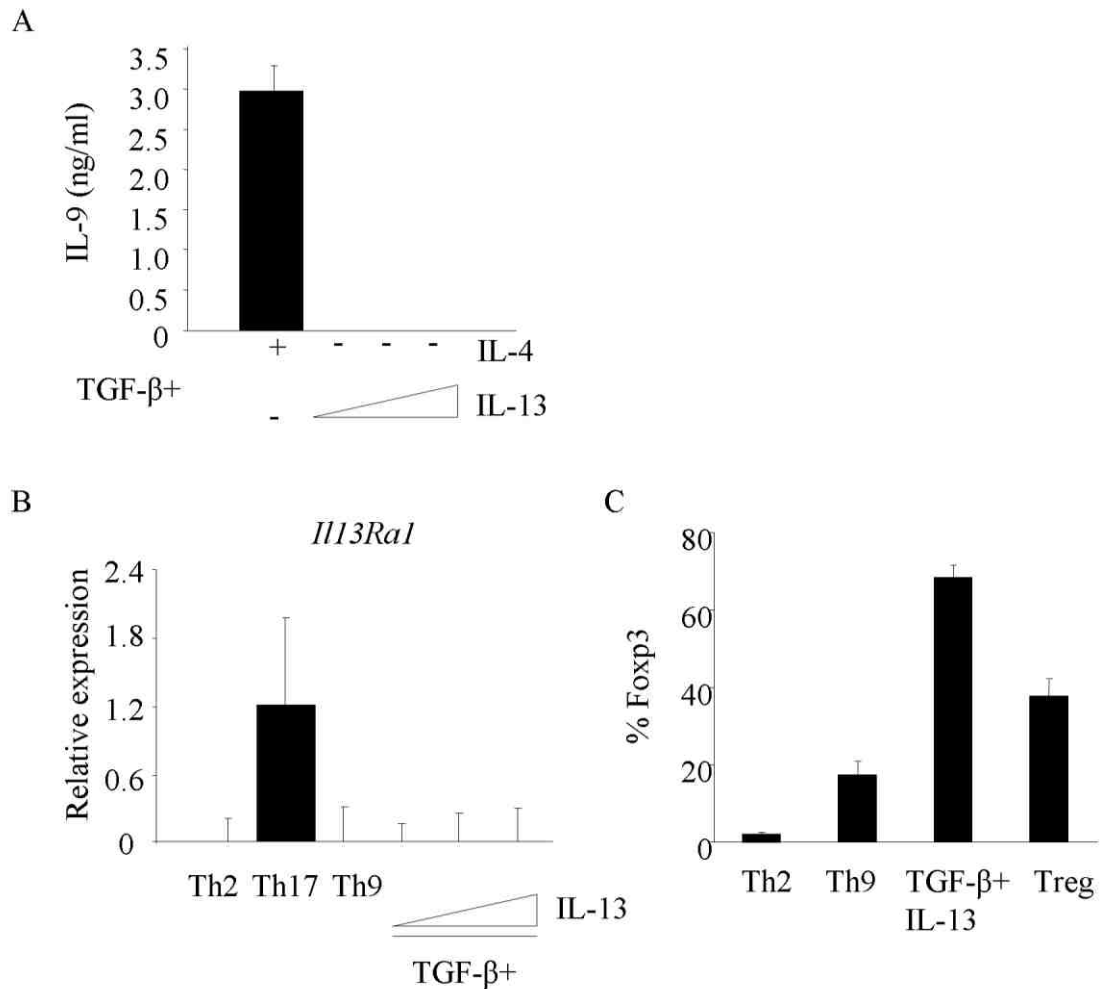 A
3.5
3.0
2.5
2.0
1.5
1.0
0.5
0
IL-9 (ng/ml)
+ - - - IL-4
TGF-β+
- IL-13
B
Il13Ra1
2.4
1.8
1.2
0.6
0
Relative expression
Th2 Th17 Th9
IL-13
TGF-β+
C
80
60
40
20
0
% Foxp3
Th2 Th9 TGF-β+ Treg
IL-13